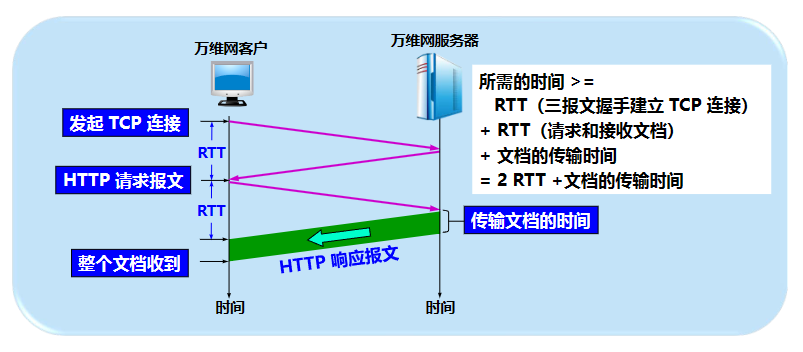 万维网客户
万维网服务器
所需的时间 >=
RTT（三报文握手建立 TCP 连接）
+ RTT（请求和接收文档）
+ 文档的传输时间
= 2 RTT +文档的传输时间
发起 TCP 连接
RTT
HTTP 请求报文
RTT
传输文档的时间
整个文档收到
HTTP 响应报文
时间
时间